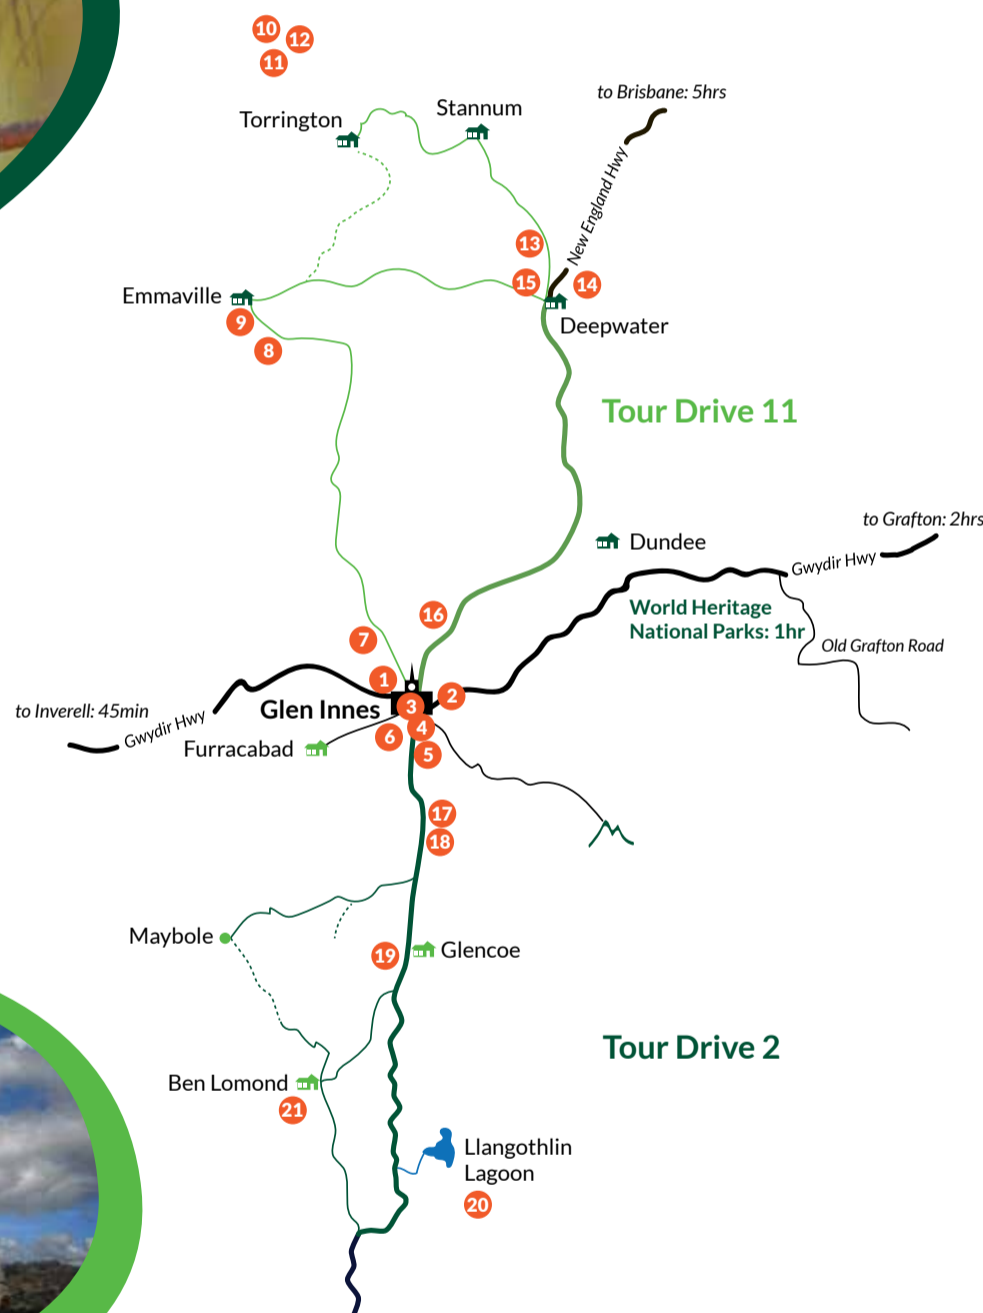 10
12
11
to Brisbane: 5hrs
Stannum
Torrington
New England Hwy
13
15
14
Emmaville
9
8
Deepwater
Tour Drive 11
to Grafton: 2hrs
Dundee
Gwydir Hwy
World Heritage
National Parks: 1hr
Old Grafton Road
16
7
1
2
3
Glen Innes
to Inverell: 45min
Gwydir Hwy
4
6
5
Furracabad
17
18
Maybole
19
Glencoe
Tour Drive 2
Ben Lomond
21
Llangothlin
Lagoon
20